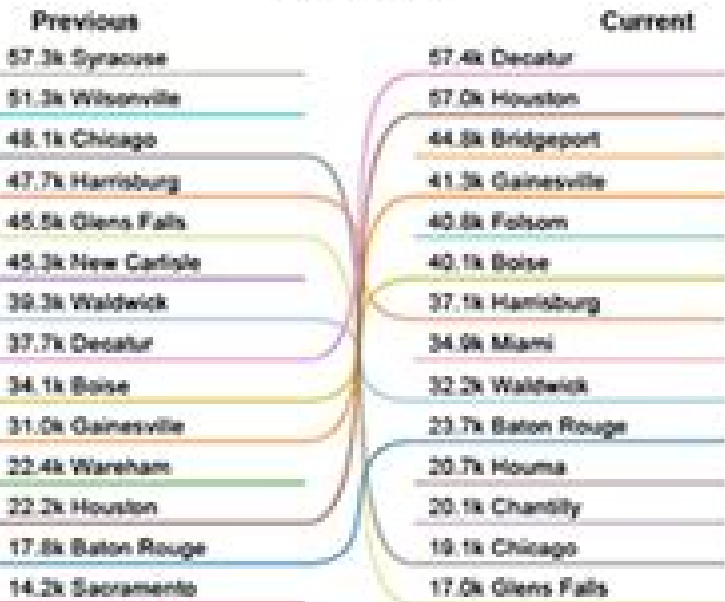 Previous
57.3k Syracuse
51.3k Wilsonville
48.1k Chicago
47.7k Harrisburg
45.5k Glens Falls
45.3k New Carlisle
39.3k Waldwick
37.7k Decatur
34.1k Boise
31.0k Gainesville
22.4k Wareham
22.2k Houston
17.8k Baton Rouge
14.2k Sacramento
Current
57.4k Decatur
57.0k Houston
44.8k Bridgeport
41.3k Gainesville
40.8k Folsom
40.1k Boise
37.1k Harrisburg
34.9k Miami
32.2k Waldwick
23.7k Baton Rouge
20.7k Houma
20.1k Chantilly
19.1k Chicago
17.0k Glens Falls